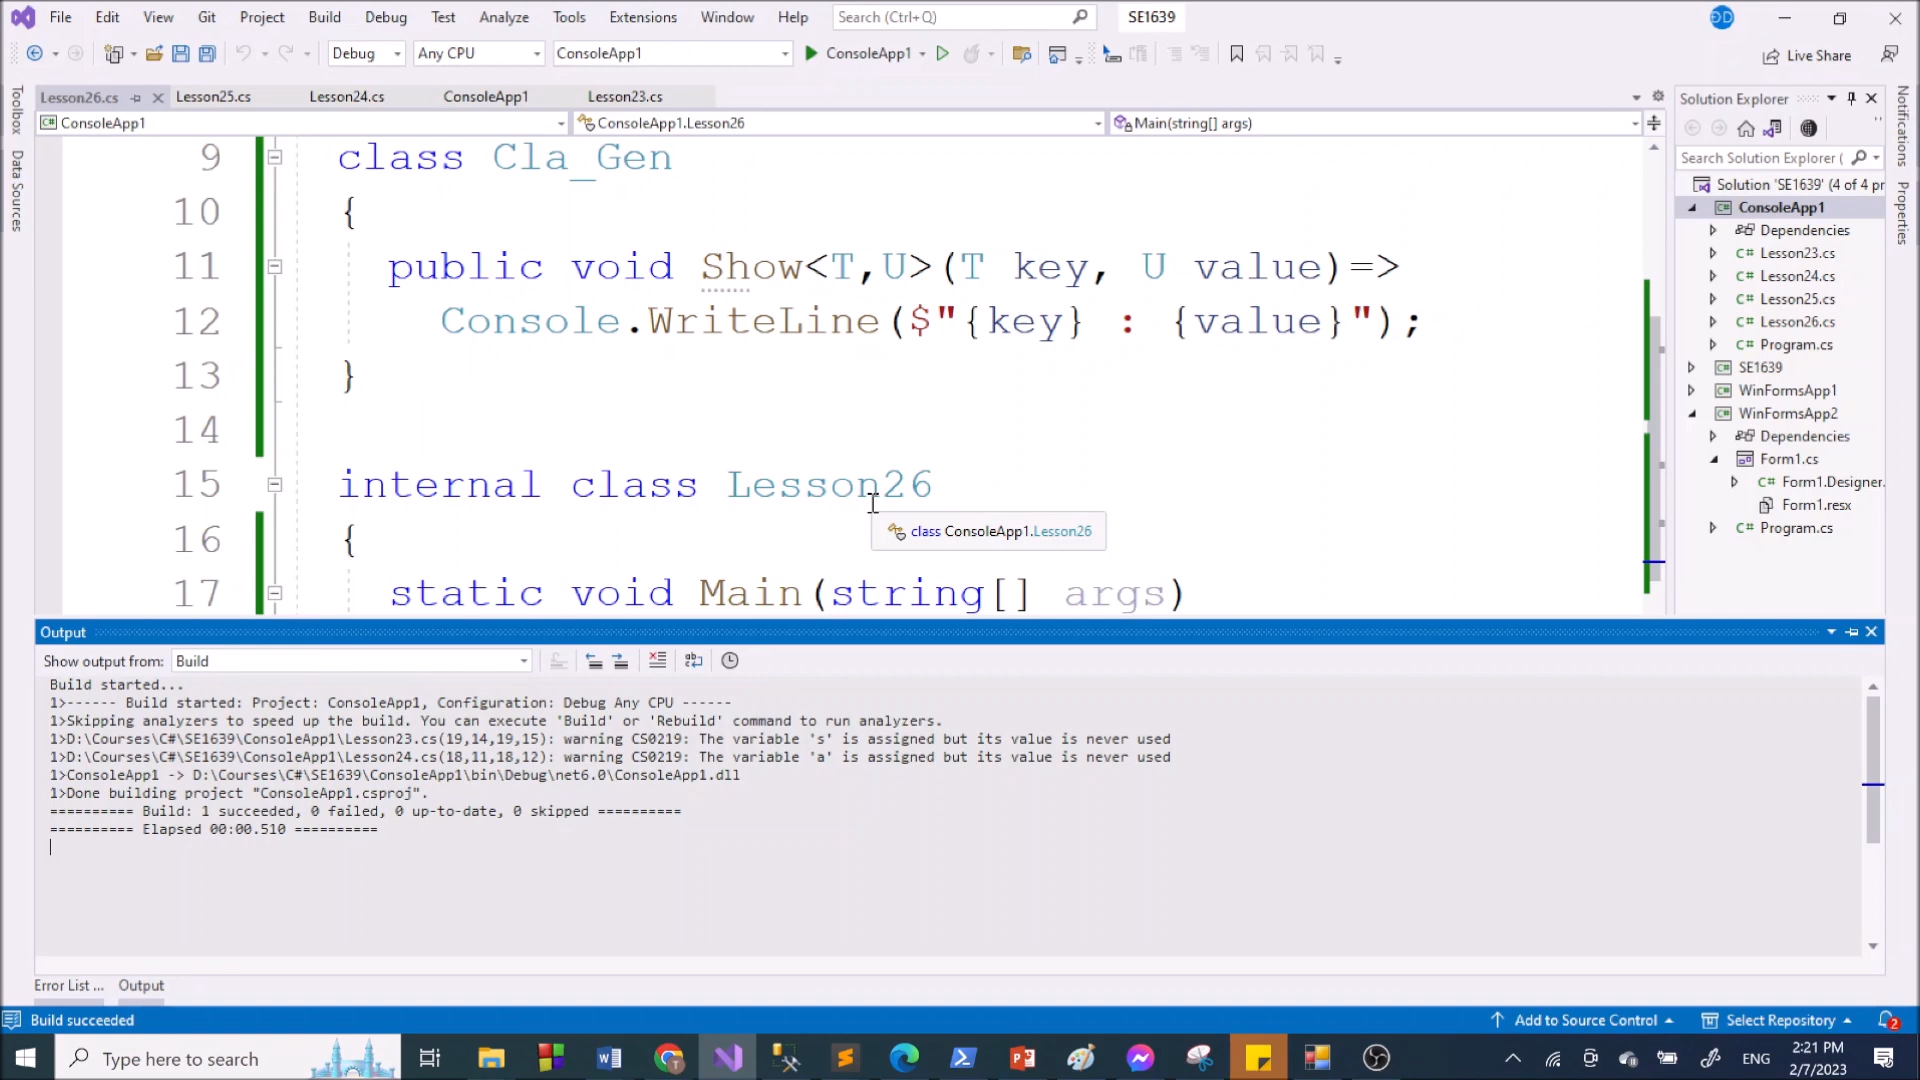 File Edit View Git Project Build Debug Test Analyze Tools Extensions Window Help Search (Ctrl+Q) SE1639 ĐD
Debug Any CPU ConsoleApp1 ConsoleApp1 Live Share
Lesson26.cs Lesson25.cs Lesson24.cs ConsoleApp1 Lesson23.cs
ConsoleApp1 ConsoleApp1.Lesson26 Main(string[] args)
Toolbox
Data Sources
9 class Cla_Gen
10 {
11 public void Show<T,U>(T key, U value)=>
12 Console.WriteLine($"{key} : {value}");
13 }
14
15 internal class Lesson26
class ConsoleApp1.Lesson26
16 {
17 static void Main(string[] args)
Solution Explorer
Search Solution Explorer (
Solution 'SE1639' (4 of 4 pr
ConsoleApp1
Dependencies
C# Lesson23.cs
C# Lesson24.cs
C# Lesson25.cs
C# Lesson26.cs
C# Program.cs
SE1639
WinFormsApp1
WinFormsApp2
Dependencies
Form1.cs
C# Form1.Designer.
Form1.resx
C# Program.cs
Notifications
Properties
Output
Show output from: Build
Build started...
1>------ Build started: Project: ConsoleApp1, Configuration: Debug Any CPU ------
1>Skipping analyzers to speed up the build. You can execute 'Build' or 'Rebuild' command to run analyzers.
1>D:\Courses\C#\SE1639\ConsoleApp1\Lesson23.cs(19,14,19,15): warning CS0219: The variable 's' is assigned but its value is never used
1>D:\Courses\C#\SE1639\ConsoleApp1\Lesson24.cs(18,11,18,12): warning CS0219: The variable 'a' is assigned but its value is never used
1>ConsoleApp1 -> D:\Courses\C#\SE1639\ConsoleApp1\bin\Debug\net6.0\ConsoleApp1.dll
1>Done building project "ConsoleApp1.csproj".
========== Build: 1 succeeded, 0 failed, 0 up-to-date, 0 skipped ==========
========== Elapsed 00:00.510 ==========
Error List ... Output
Build succeeded Add to Source Control Select Repository 2
Type here to search ENG 2:21 PM
2/7/2023